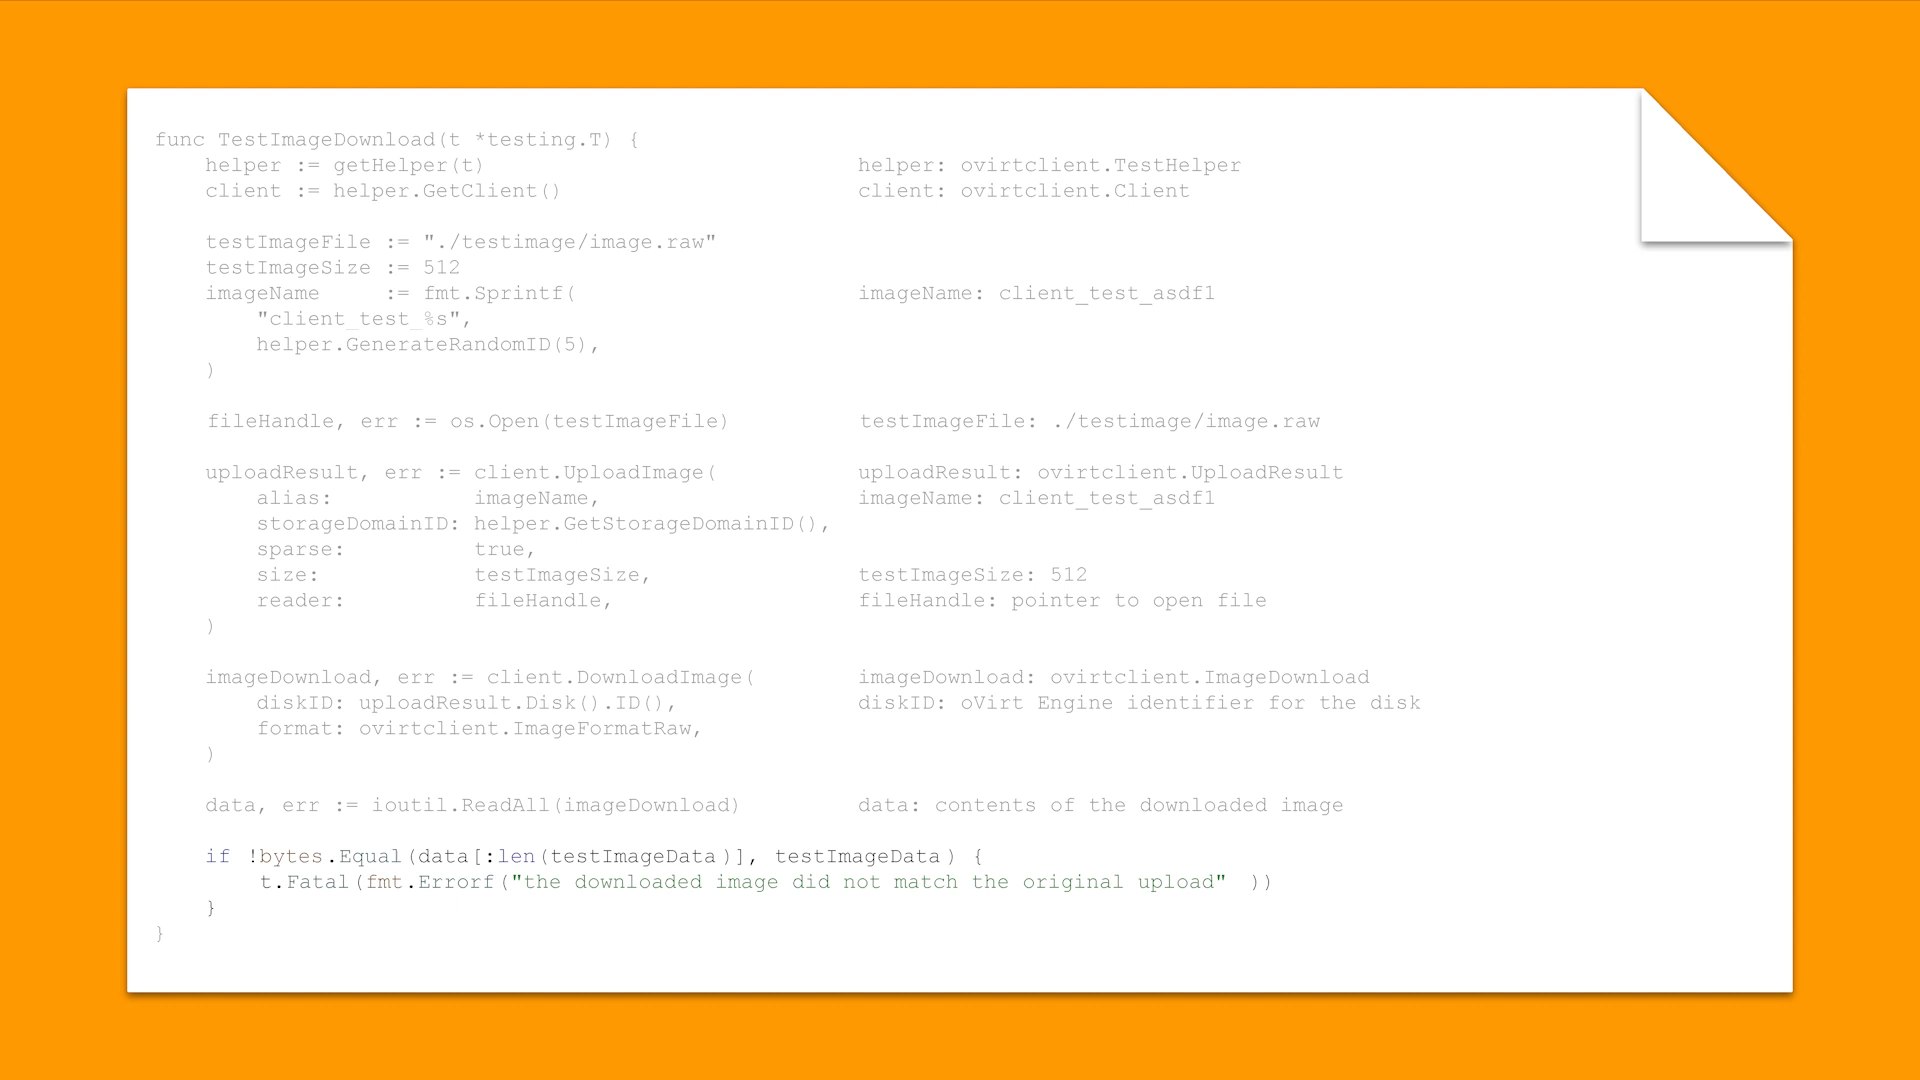 func TestImageDownload(t *testing.T) {
    helper := getHelper(t)                              helper: ovirtclient.TestHelper
    client := helper.GetClient()                        client: ovirtclient.Client
    testImageFile := "./testimage/image.raw"
    testImageSize := 512
    imageName     := fmt.Sprintf(                       imageName: client_test_asdf1
        "client_test_%s",
        helper.GenerateRandomID(5),
    )
    fileHandle, err := os.Open(testImageFile)           testImageFile: ./testimage/image.raw
    uploadResult, err := client.UploadImage(            uploadResult: ovirtclient.UploadResult
        alias:           imageName,                     imageName: client_test_asdf1
        storageDomainID: helper.GetStorageDomainID(),
        sparse:          true,
        size:            testImageSize,                 testImageSize: 512
        reader:          fileHandle,                    fileHandle: pointer to open file
    )
    imageDownload, err := client.DownloadImage(         imageDownload: ovirtclient.ImageDownload
        diskID: uploadResult.Disk().ID(),               diskID: oVirt Engine identifier for the disk
        format: ovirtclient.ImageFormatRaw,
    )
    data, err := ioutil.ReadAll(imageDownload)          data: contents of the downloaded image
    if !bytes.Equal(data[:len(testImageData)], testImageData) {
        t.Fatal(fmt.Errorf("the downloaded image did not match the original upload"  ))
    }
}